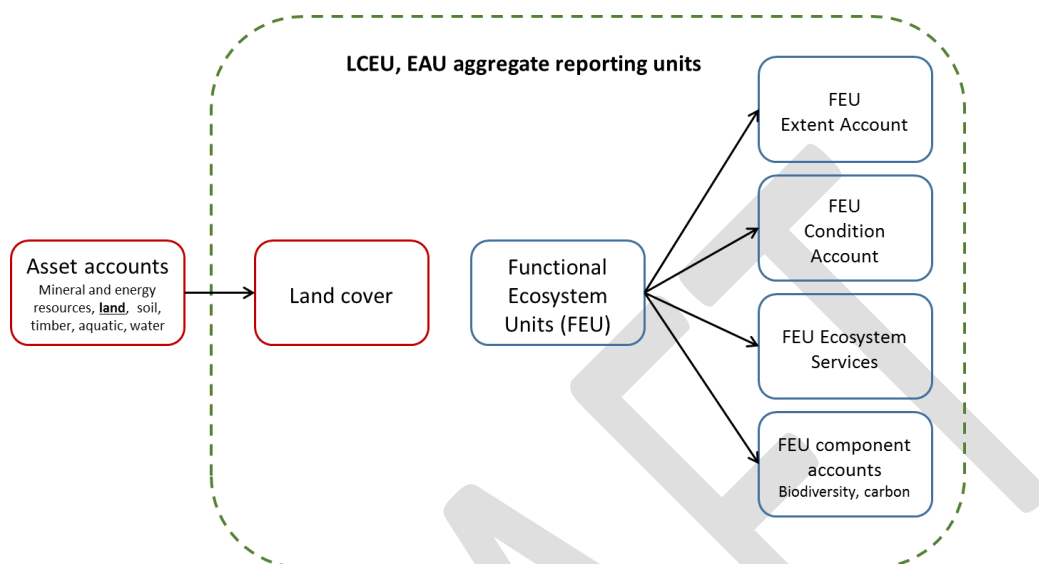 LCEU, EAU aggregate reporting units
FEU
Extent Account
FEU
Condition
Account
Asset accounts
Mineral and energy
resources, land, soil,
timber, aquatic, water
Land cover
Functional
Ecosystem
Units (FEU)
FEU Ecosystem
Services
FEU component
accounts
Biodiversity, carbon